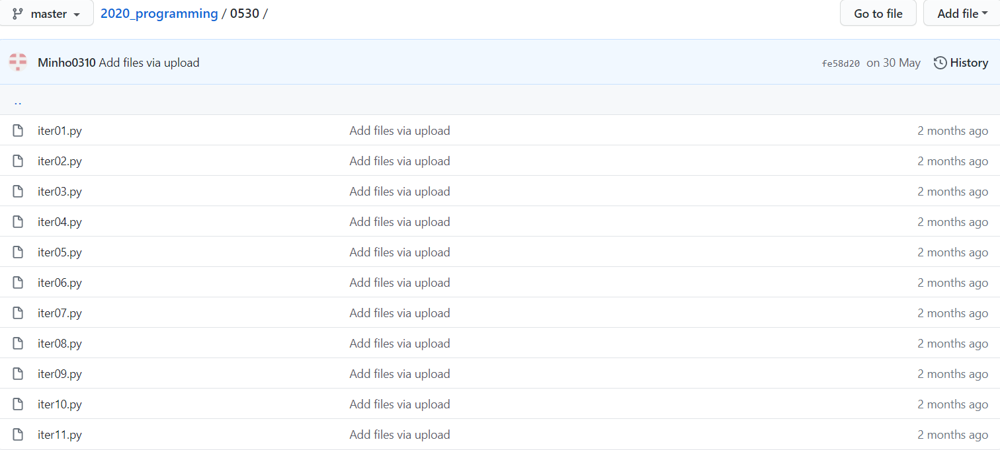 master 2020_programming / 0530 / Go to file Add file
Minho0310 Add files via upload fe58d20 on 30 May History
..
iter01.py Add files via upload 2 months ago
iter02.py Add files via upload 2 months ago
iter03.py Add files via upload 2 months ago
iter04.py Add files via upload 2 months ago
iter05.py Add files via upload 2 months ago
iter06.py Add files via upload 2 months ago
iter07.py Add files via upload 2 months ago
iter08.py Add files via upload 2 months ago
iter09.py Add files via upload 2 months ago
iter10.py Add files via upload 2 months ago
iter11.py Add files via upload 2 months ago